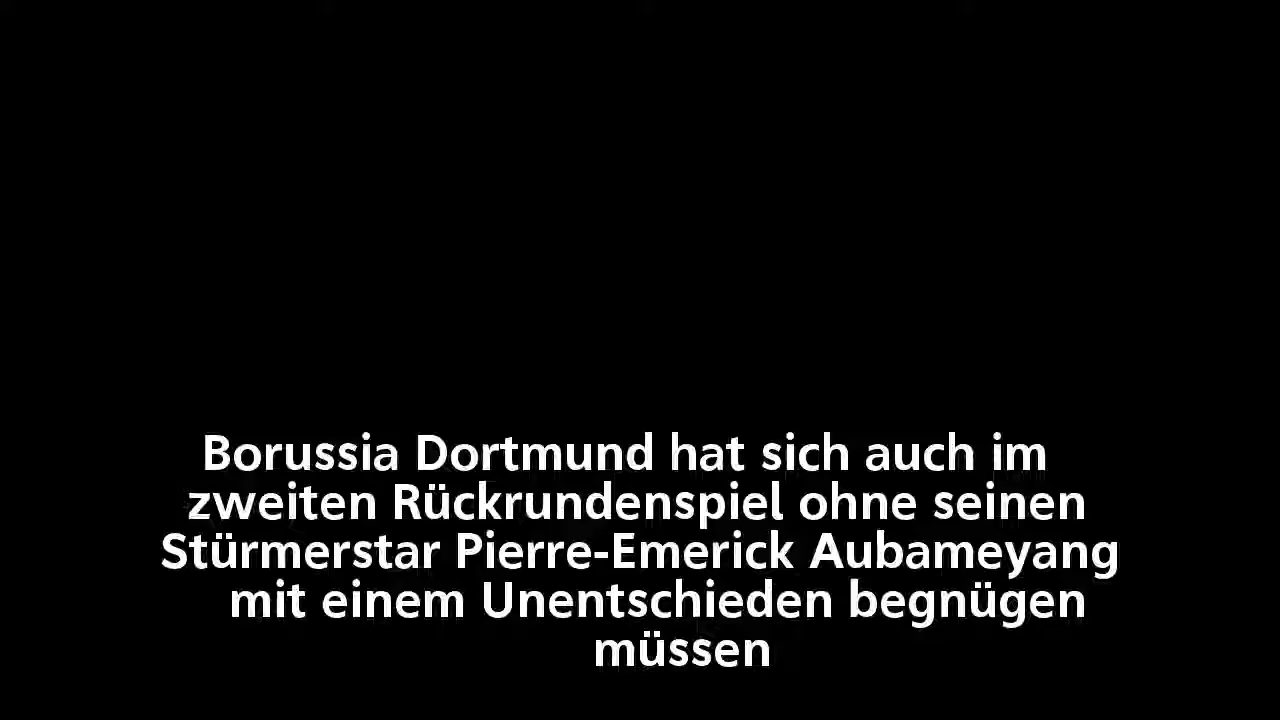 Borussia Dortmund hat sich auch im
zweiten Rückrundenspiel ohne seinen
Stürmerstar Pierre-Emerick Aubameyang
mit einem Unentschieden begnügen
müssen